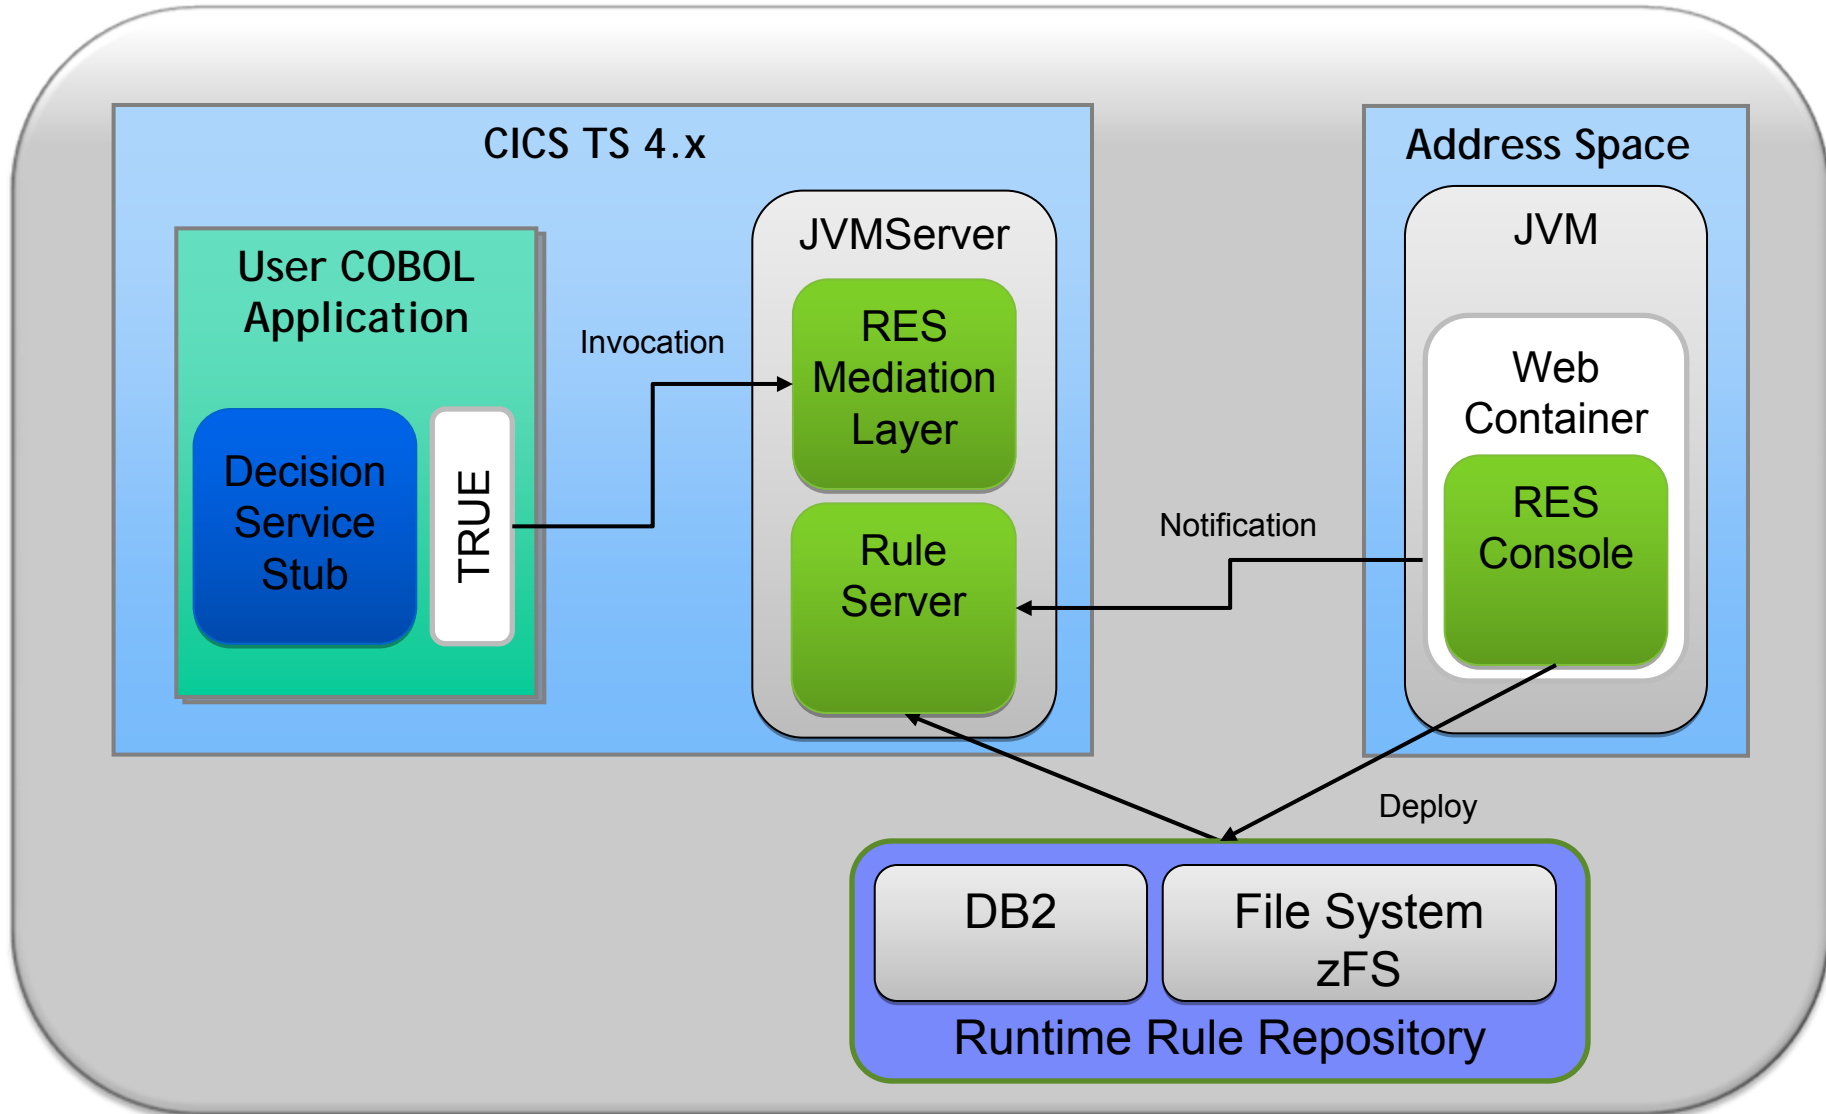 CICS TS 4.x
User COBOL
Application
Decision
Service
Stub
TRUE
Invocation
JVMServer
RES
Mediation
Layer
Rule
Server
Notification
Address Space
JVM
Web
Container
RES
Console
Deploy
DB2
File System
zFS
Runtime Rule Repository